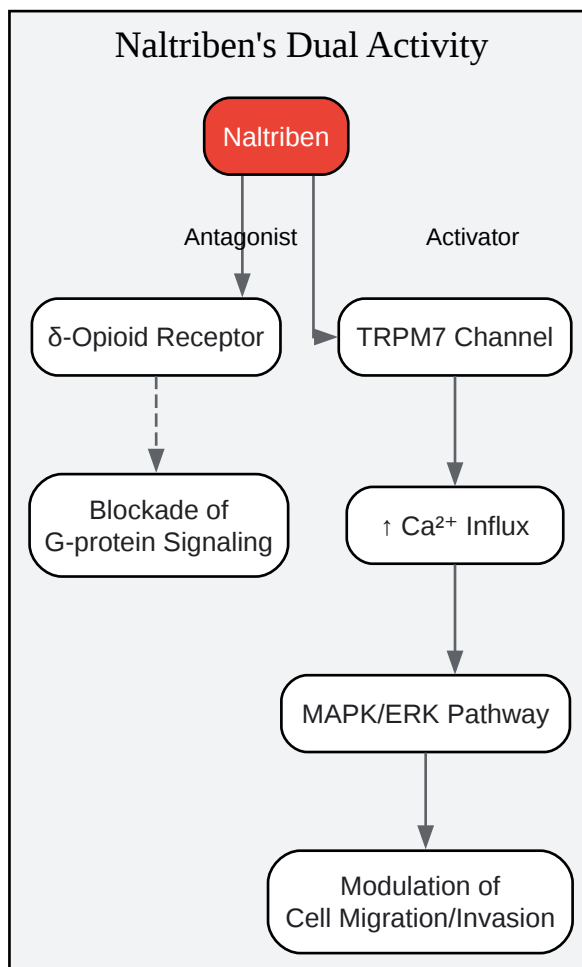 Naltriben's Dual Activity
Naltriben
Antagonist
Activator
δ-Opioid Receptor
TRPM7 Channel
Blockade of
G-protein Signaling
↑ Ca²⁺ Influx
MAPK/ERK Pathway
Modulation of
Cell Migration/Invasion